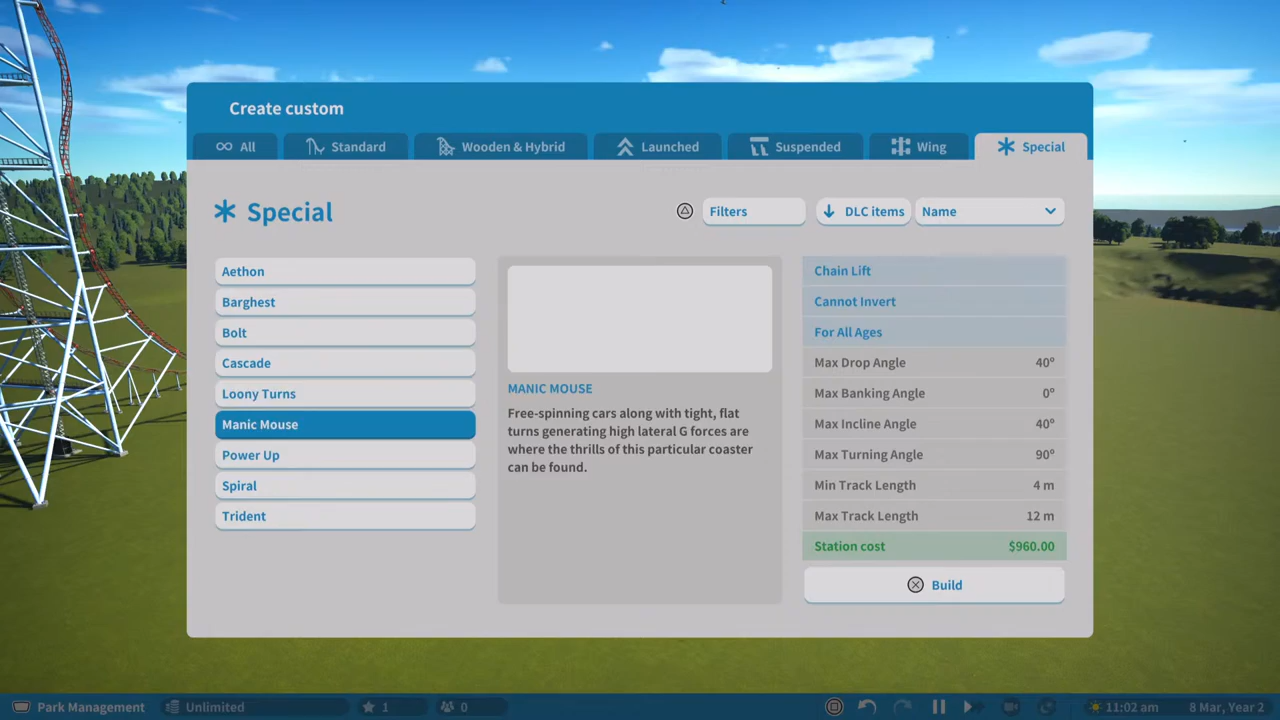 Create custom
All
Standard
Wooden & Hybrid
Launched
Suspended
Wing
Special
Special
Filters
DLC items
Name
Aethon
Barghest
Bolt
Cascade
Loony Turns
Manic Mouse
Power Up
Spiral
Trident
MANIC MOUSE
Free-spinning cars along with tight, flat
turns generating high lateral G forces are
where the thrills of this particular coaster
can be found.
Chain Lift
Cannot Invert
For All Ages
Max Drop Angle 40º
Max Banking Angle 0º
Max Incline Angle 40º
Max Turning Angle 90º
Min Track Length 4 m
Max Track Length 12 m
Station cost $960.00
Build
Park Management
Unlimited
1
0
11:02 am
8 Mar, Year 2